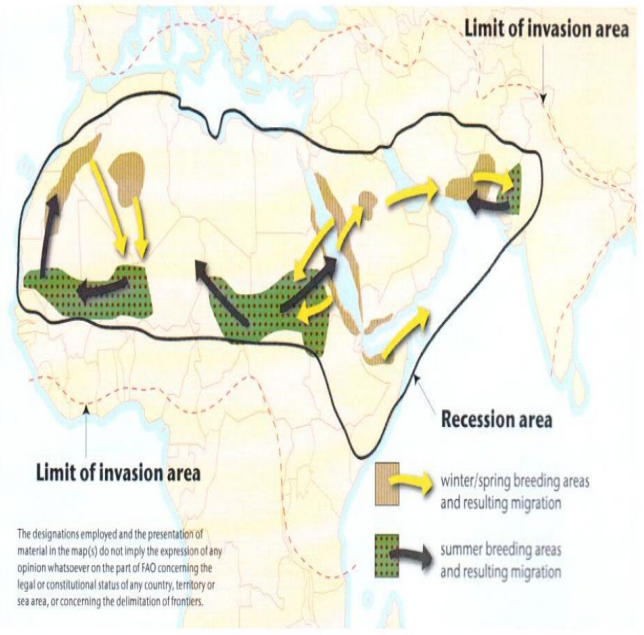 Limit of invasion area
Recession area
Limit of invasion area
winter/spring breeding areas
and resulting migration
summer breeding areas
and resulting migration
The designations employed and the presentation of
material in the map(s) do not imply the expression of any
opinion whatsoever on the part of FAO concerning the
legal or constitutional status of any country, territory or
sea area, or concerning the delimitation of frontiers.